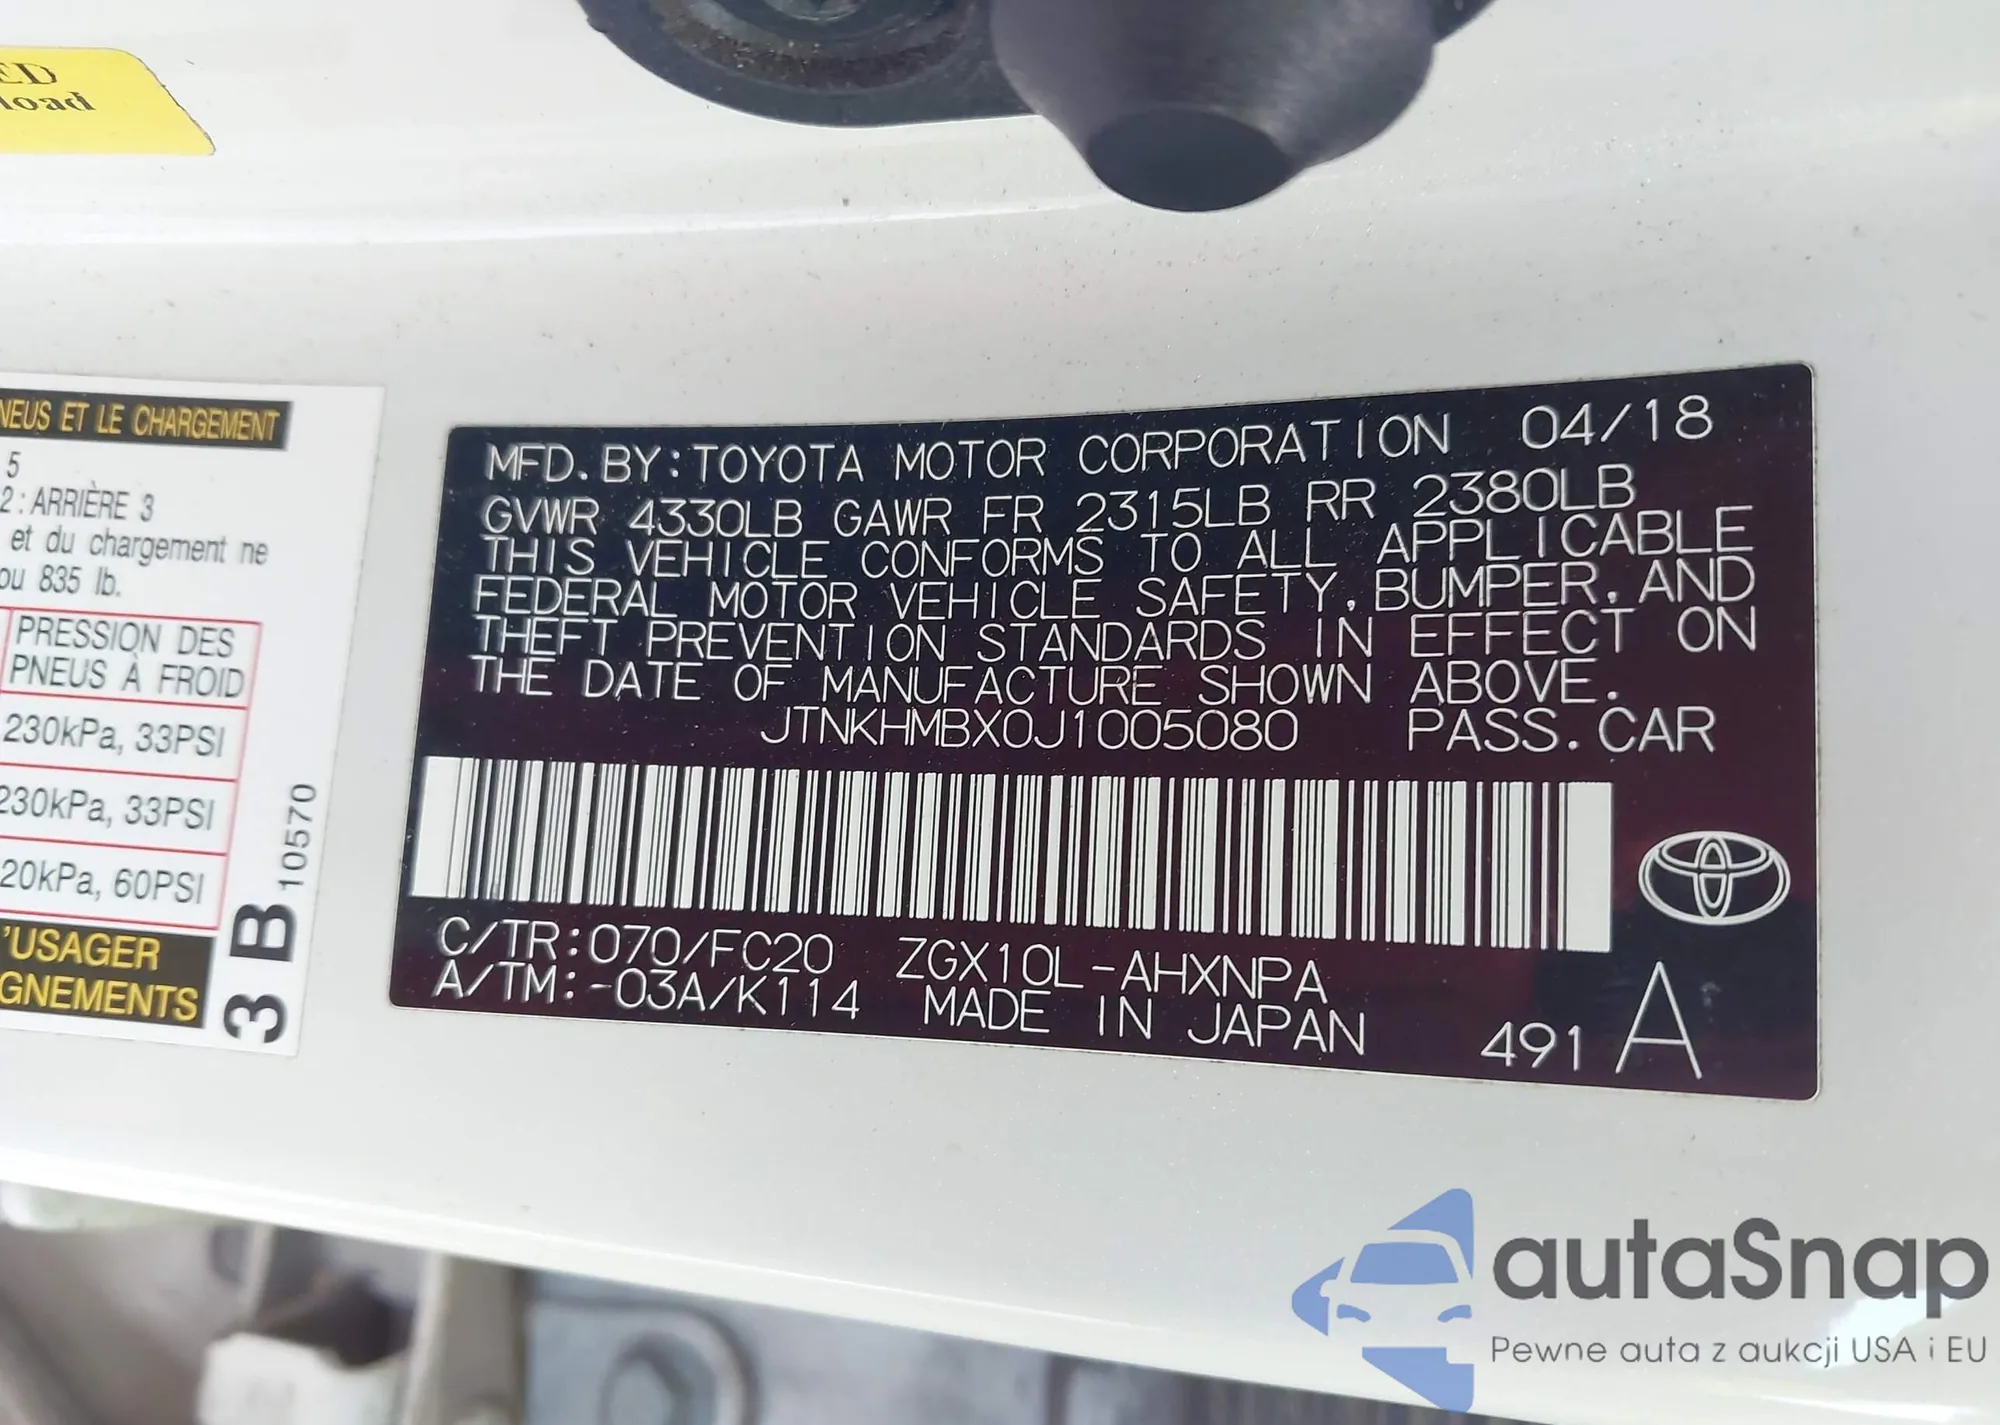 ED
load
NEUS ET LE CHARGEMENT
5
2 : ARRIÈRE 3
et du chargement ne
ou 835 lb.
PRESSION DES
PNEUS À FROID
230kPa, 33PSI
230kPa, 33PSI
20kPa, 60PSI
'USAGER
GNEMENTS
3 B 10570
MFD. BY: TOYOTA MOTOR CORPORATION 04/18
GVWR 4330LB GAWR FR 2315LB RR 2380LB
THIS VEHICLE CONFORMS TO ALL APPLICABLE
FEDERAL MOTOR VEHICLE SAFETY, BUMPER, AND
THEFT PREVENTION STANDARDS IN EFFECT ON
THE DATE OF MANUFACTURE SHOWN ABOVE.
JTNKHMBX0J1005080 PASS. CAR
C/TR: 070/FC20 ZGX10L-AHXNPA
A/TM: -03A/K114 MADE IN JAPAN 491 A
autaSnap
Pewne auta z aukcji USA i EU